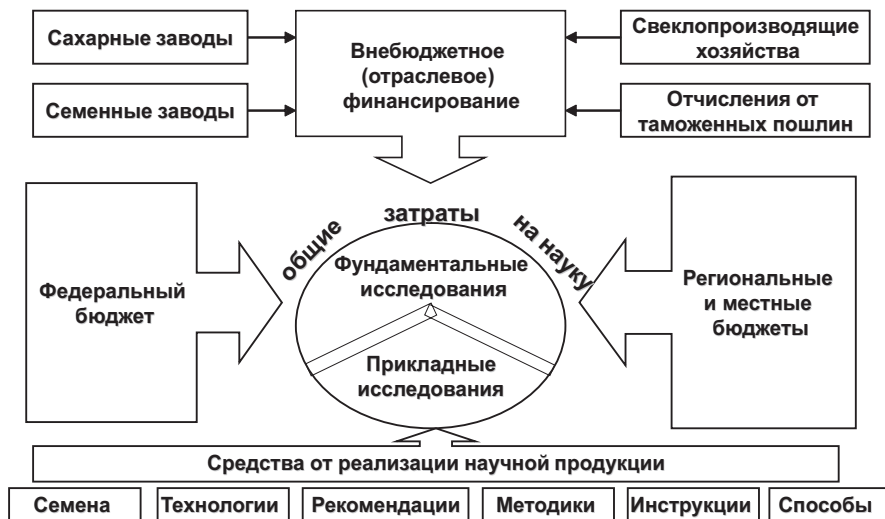 Сахарные заводы
Внебюджетное
(отраслевое)
финансирование
Свеклопроизводящие
хозяйства
Семенные заводы
Отчисления от
таможенных пошлин
общие затраты на науку
Федеральный
бюджет
Фундаментальные
исследования
Региональные
и местные
бюджеты
Прикладные
исследования
Средства от реализации научной продукции
Семена
Технологии
Рекомендации
Методики
Инструкции
Способы